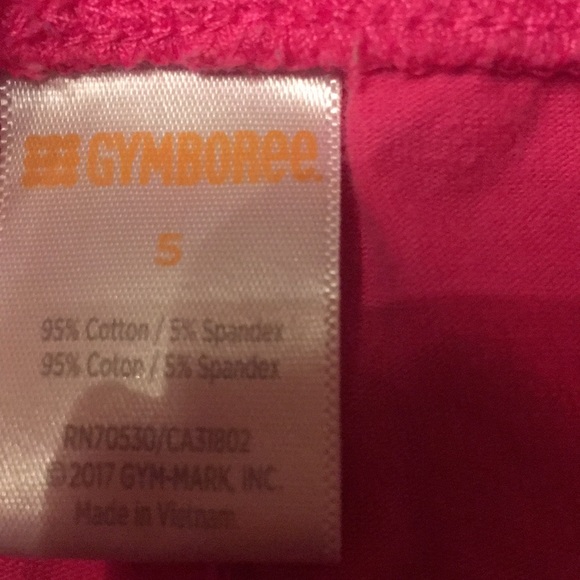 GYMBOREE
5
95% Cotton / 5% Spandex
95% Coton / 5% Spandex
RN70530/CA31802
©2017 GYM-MARK, INC.
Made in Vietnam